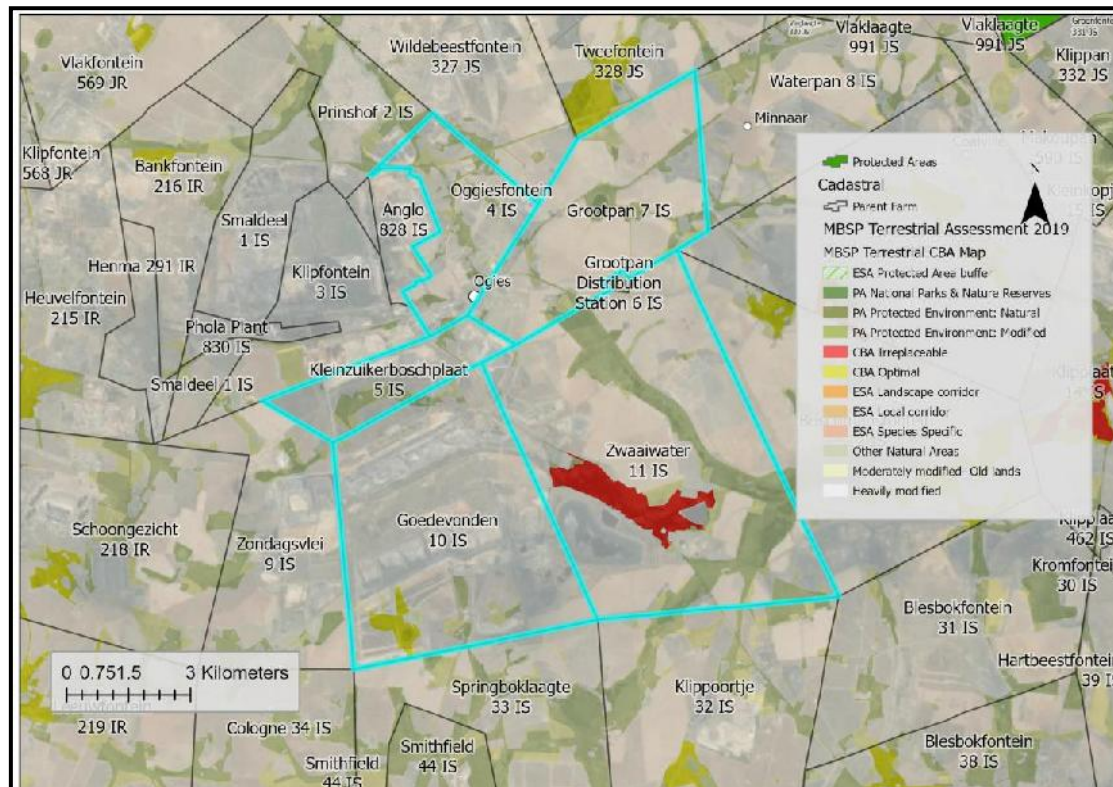 Vlakfontein
569 JR
Wildebeestfontein
327 JS
Tweefontein
328 JS
Vlaklaagte
991 JS
Vlaklaagte
991 JS
Klippan
332 JS
Waterpan 8 IS
Minnaar
Prinshof 2 IS
Klipfontein
568 JR
Bankfontein
216 IR
Smaldeel
1 IS
Anglo
828 IS
Oggiesfontein
4 IS
Grootpan 7 IS
Henma 291 IR
Klipfontein
3 IS
Grootpan
Distribution
Station 6 IS
Ogies
Heuvelfontein
215 IR
Phola Plant
830 IS
Smaldeel 1 IS
Kleinzuikerboschplaat
5 IS
Zwaaiwater
11 IS
Goedevonden
10 IS
Schoongezicht
218 IR
Zondagsvlei
9 IS
462 IS
Kromfontein
30 IS
Blesbokfontein
31 IS
Hartbeestfontein
39 IS
Springboklaagte
33 IS
Klippoortje
32 IS
219 IR
Cologne 34 IS
Smithfield
44 IS
Smithfield
44 IS
Blesbokfontein
38 IS
Protected Areas
Cadastral
Parent Farm
MBSP Terrestrial Assessment 2019
MBSP Terrestrial CBA Map
ESA Protected Area buffer
PA National Parks & Nature Reserves
PA Protected Environment: Natural
PA Protected Environment: Modified
CBA Irreplaceable
CBA Optimal
ESA Landscape corridor
ESA Local corridor
ESA Species Specific
Other Natural Areas
Moderately modified- Old lands
Heavily modified
0 0.751.5 3 Kilometers